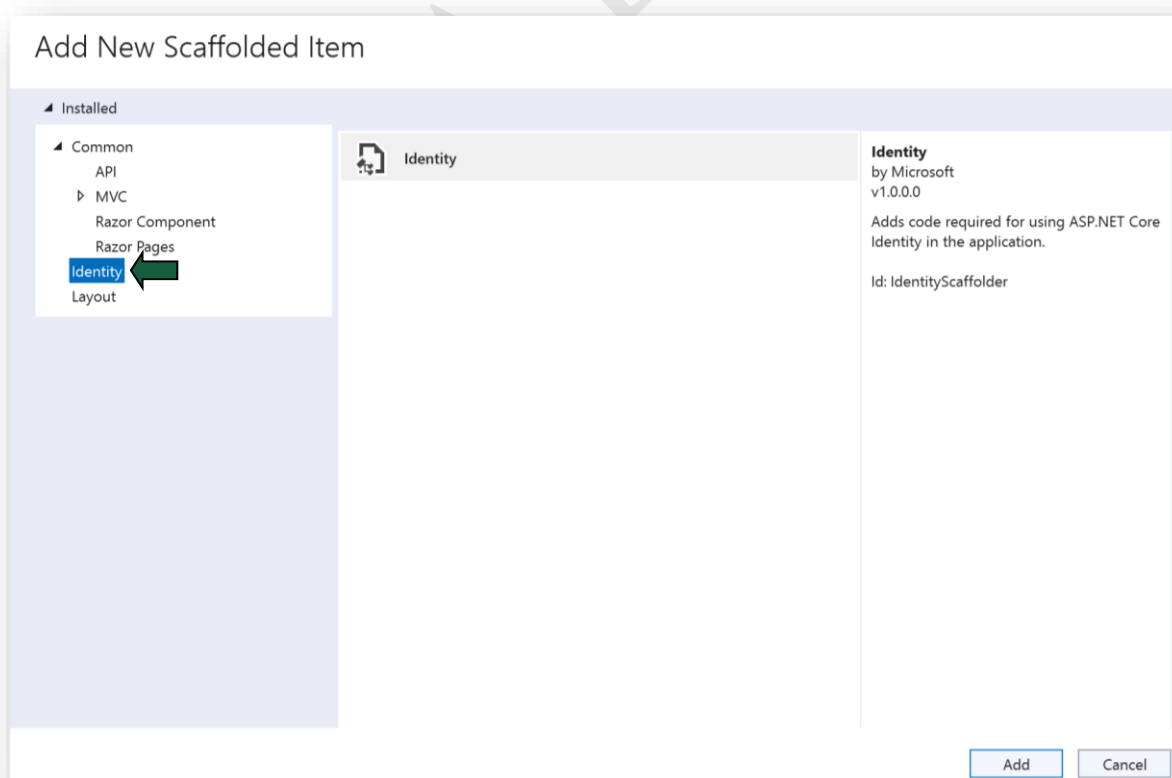 Add New Scaffolded Item
Installed
Common
API
MVC
Razor Component
Razor Pages
Identity
Layout
Identity
Identity
by Microsoft
v1.0.0.0
Adds code required for using ASP.NET Core
Identity in the application.
Id: IdentityScaffolder
Add
Cancel